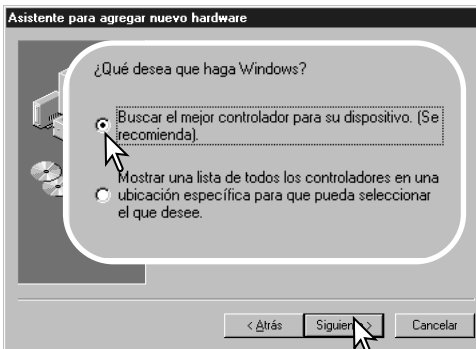 Asistente para agregar nuevo hardware
¿Qué desea que haga Windows?
Buscar el mejor controlador para su dispositivo. (Se
recomienda).
Mostrar una lista de todos los controladores en una
ubicación específica para que pueda seleccionar
el que desee.
< Atrás
Siguiente >
Cancelar